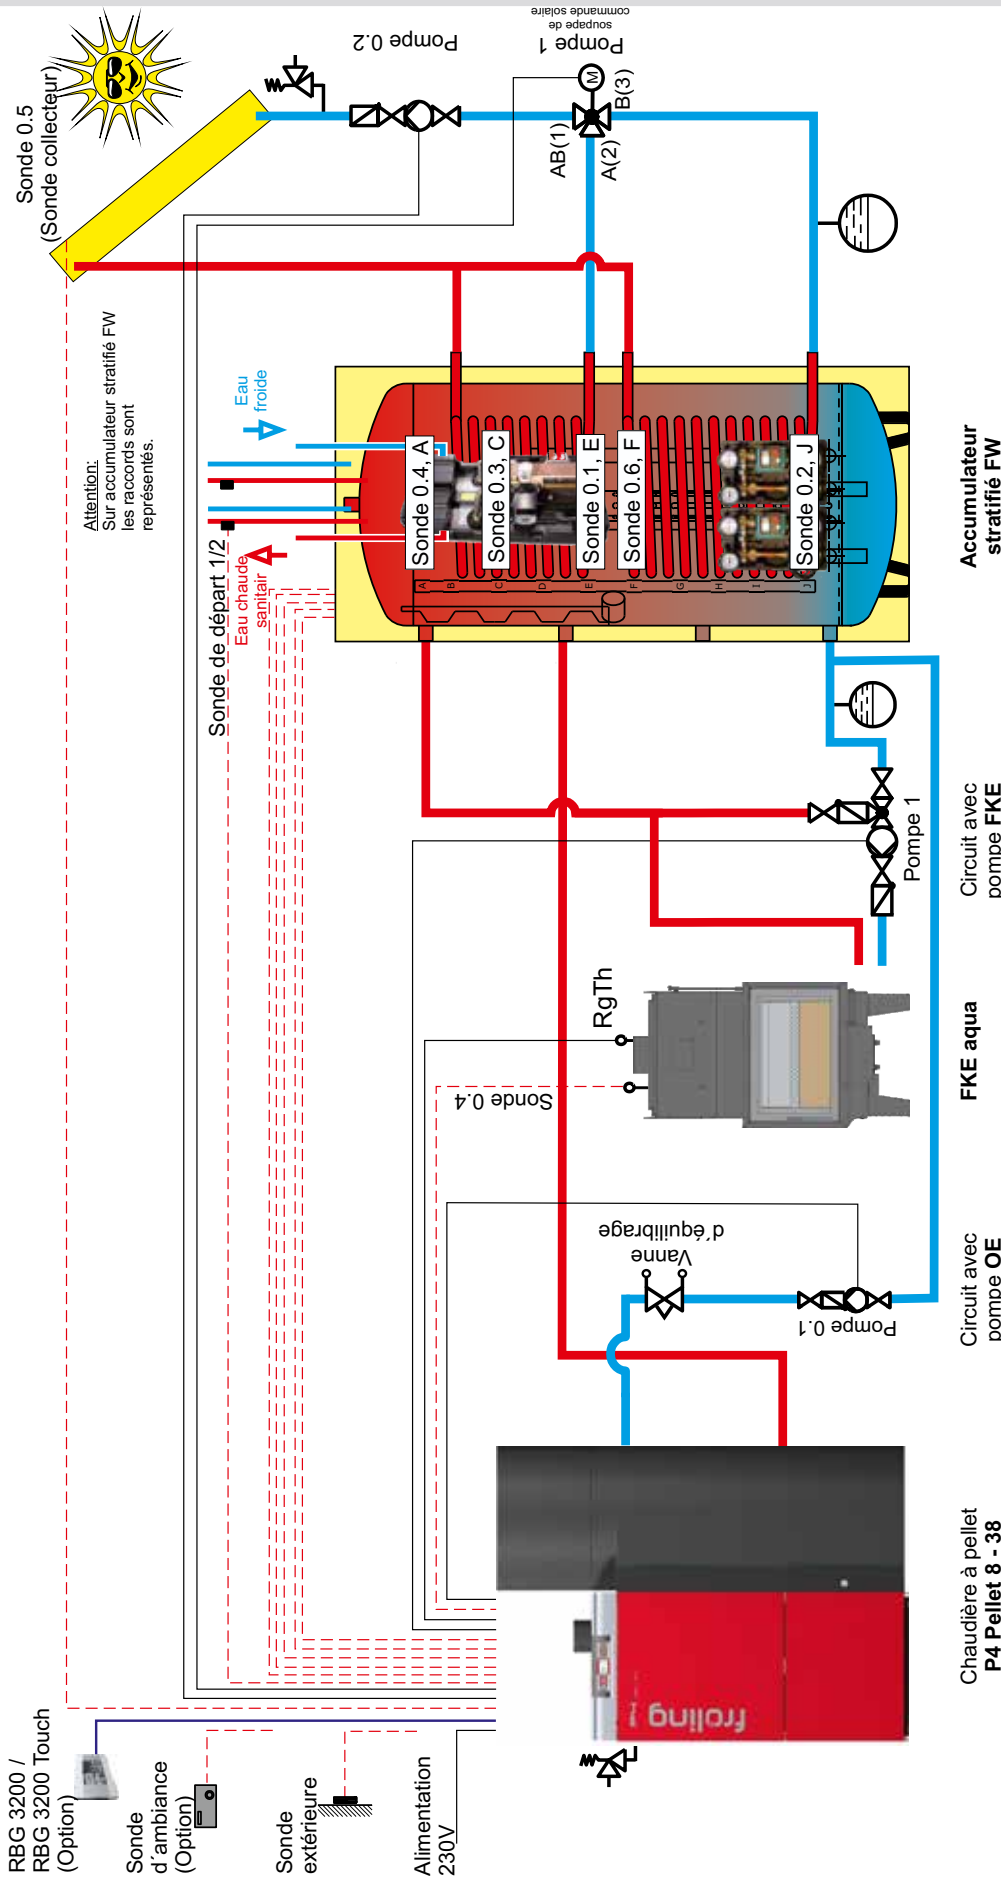 RBG 3200 /
RBG 3200 Touch
(Option)
Sonde
d´ambiance
(Option)
Sonde
extérieure
Alimentation
230V
Sonde 0.5
(Sonde collecteur)
Pompe 0.2
Pompe 1
soupape de
commande solaire
M
AB(1)
A(2)
B(3)
Attention:
Sur accumulateur stratifié FW
les raccords sont
représentés.
Eau
froide
Sonde de départ 1/2
Eau chaude
sanitair
Sonde 0.4, A
Sonde 0.3, C
Sonde 0.1, E
Sonde 0.6, F
Sonde 0.2, J
A
B
C
D
E
F
G
H
I
J
RgTh
Sonde 0.4
Vanne
d´équilibrage
Pompe 0.1
Pompe 1
froling
Chaudière à pellet
P4 Pellet 8 - 38
Circuit avec
pompe OE
FKE aqua
Circuit avec
pompe FKE
Accumulateur
stratifié FW